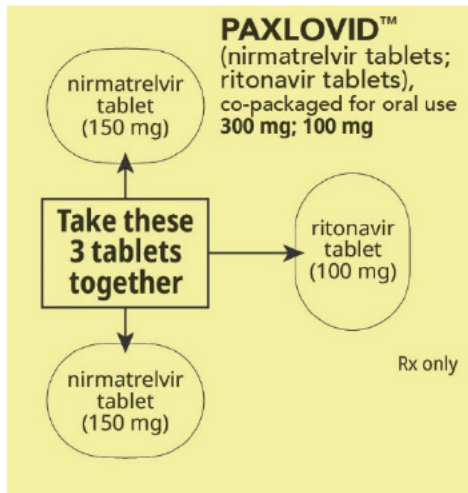 PAXLOVID™
(nirmatrelvir tablets;
ritonavir tablets),
co-packaged for oral use
300 mg; 100 mg
nirmatrelvir
tablet
(150 mg)
Take these
3 tablets
together
ritonavir
tablet
(100 mg)
nirmatrelvir
tablet
(150 mg)
Rx only